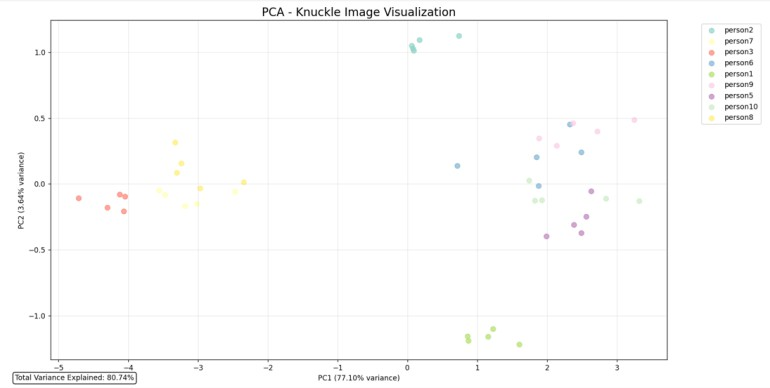 PCA - Knuckle Image Visualization
person2
person7
person3
person6
person1
person9
person5
person10
person8
1.0
0.5
0.0
−0.5
−1.0
PC2 (3.64% variance)
−5
−4
−3
−2
−1
0
1
2
3
PC1 (77.10% variance)
Total Variance Explained: 80.74%